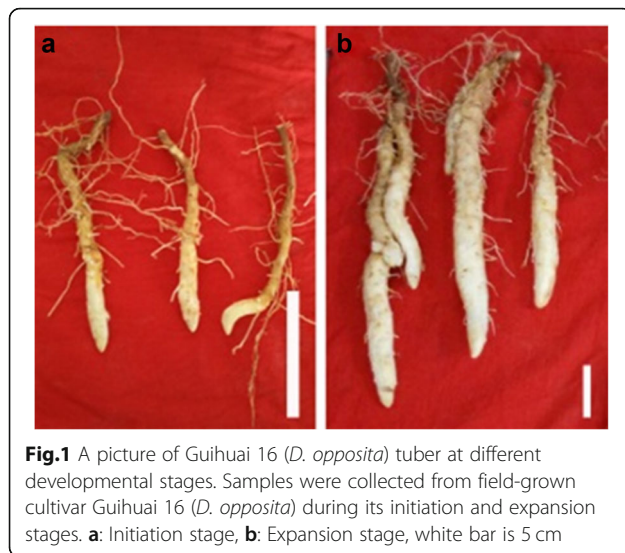 a
b
Fig.1 A picture of Guihuai 16 (D. opposita) tuber at different
developmental stages. Samples were collected from field-grown
cultivar Guihuai 16 (D. opposita) during its initiation and expansion
stages. a: Initiation stage, b: Expansion stage, white bar is 5 cm